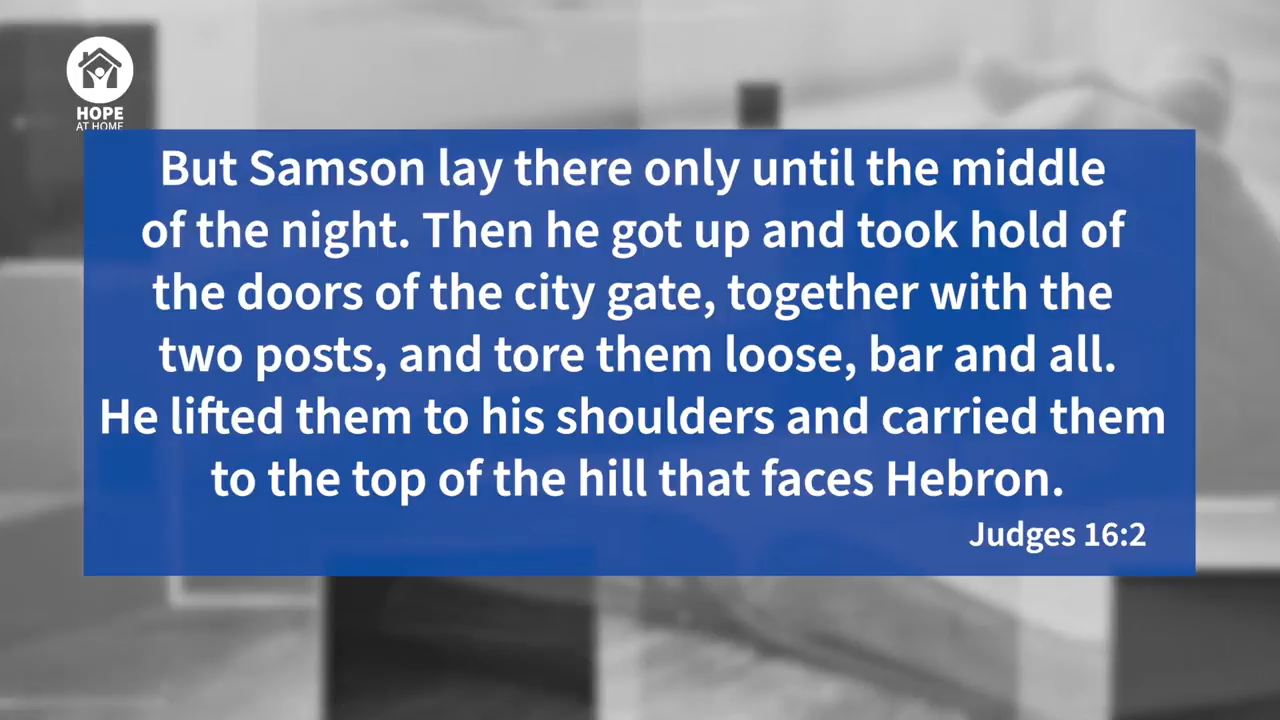 HOPE
AT HOME
But Samson lay there only until the middle
of the night. Then he got up and took hold of
the doors of the city gate, together with the
two posts, and tore them loose, bar and all.
He lifted them to his shoulders and carried them
to the top of the hill that faces Hebron.
Judges 16:2